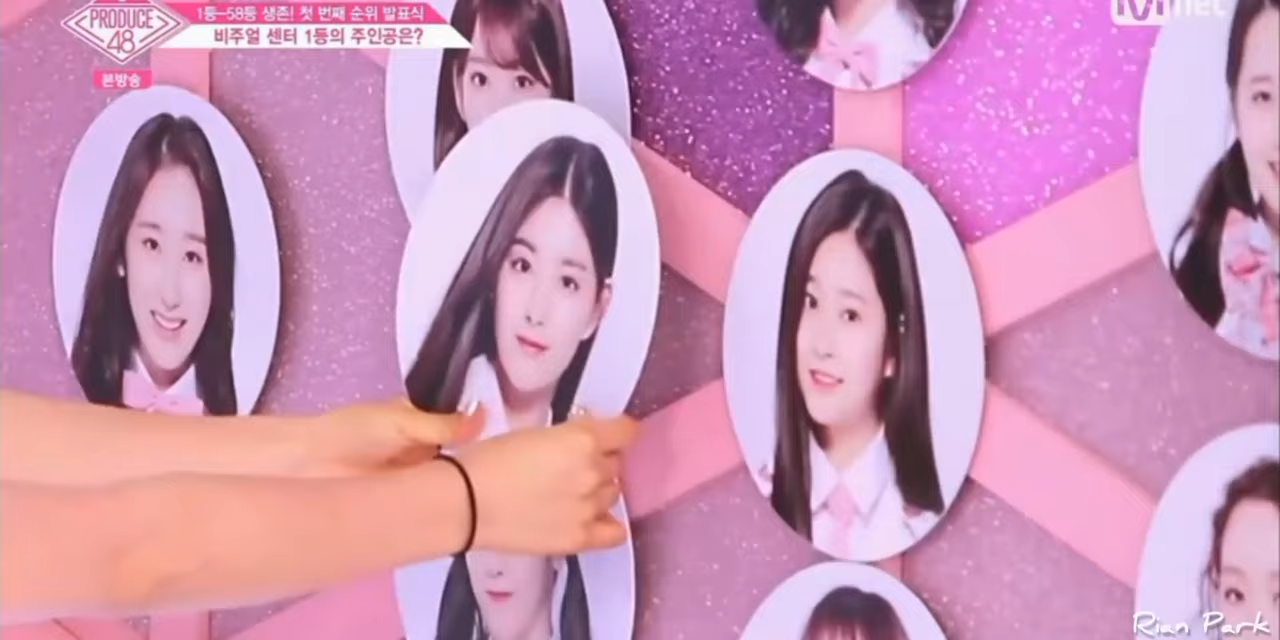 PRODUCE
48
1등-58등 생존! 첫 번째 순위 발표식
비주얼 센터 1등의 주인공은?
본방송
Mnet
Rian Park